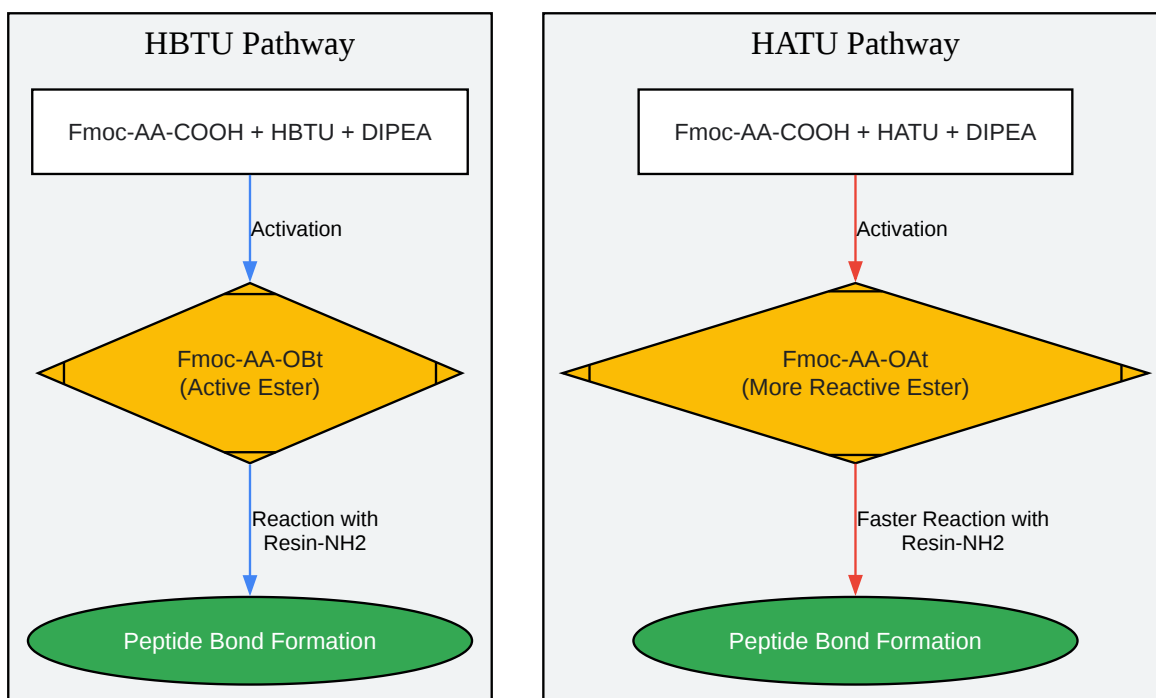 HBTU Pathway
Fmoc-AA-COOH + HBTU + DIPEA
Activation
Fmoc-AA-OBt
(Active Ester)
Reaction with
Resin-NH2
Peptide Bond Formation
HATU Pathway
Fmoc-AA-COOH + HATU + DIPEA
Activation
Fmoc-AA-OAt
(More Reactive Ester)
Faster Reaction with
Resin-NH2
Peptide Bond Formation